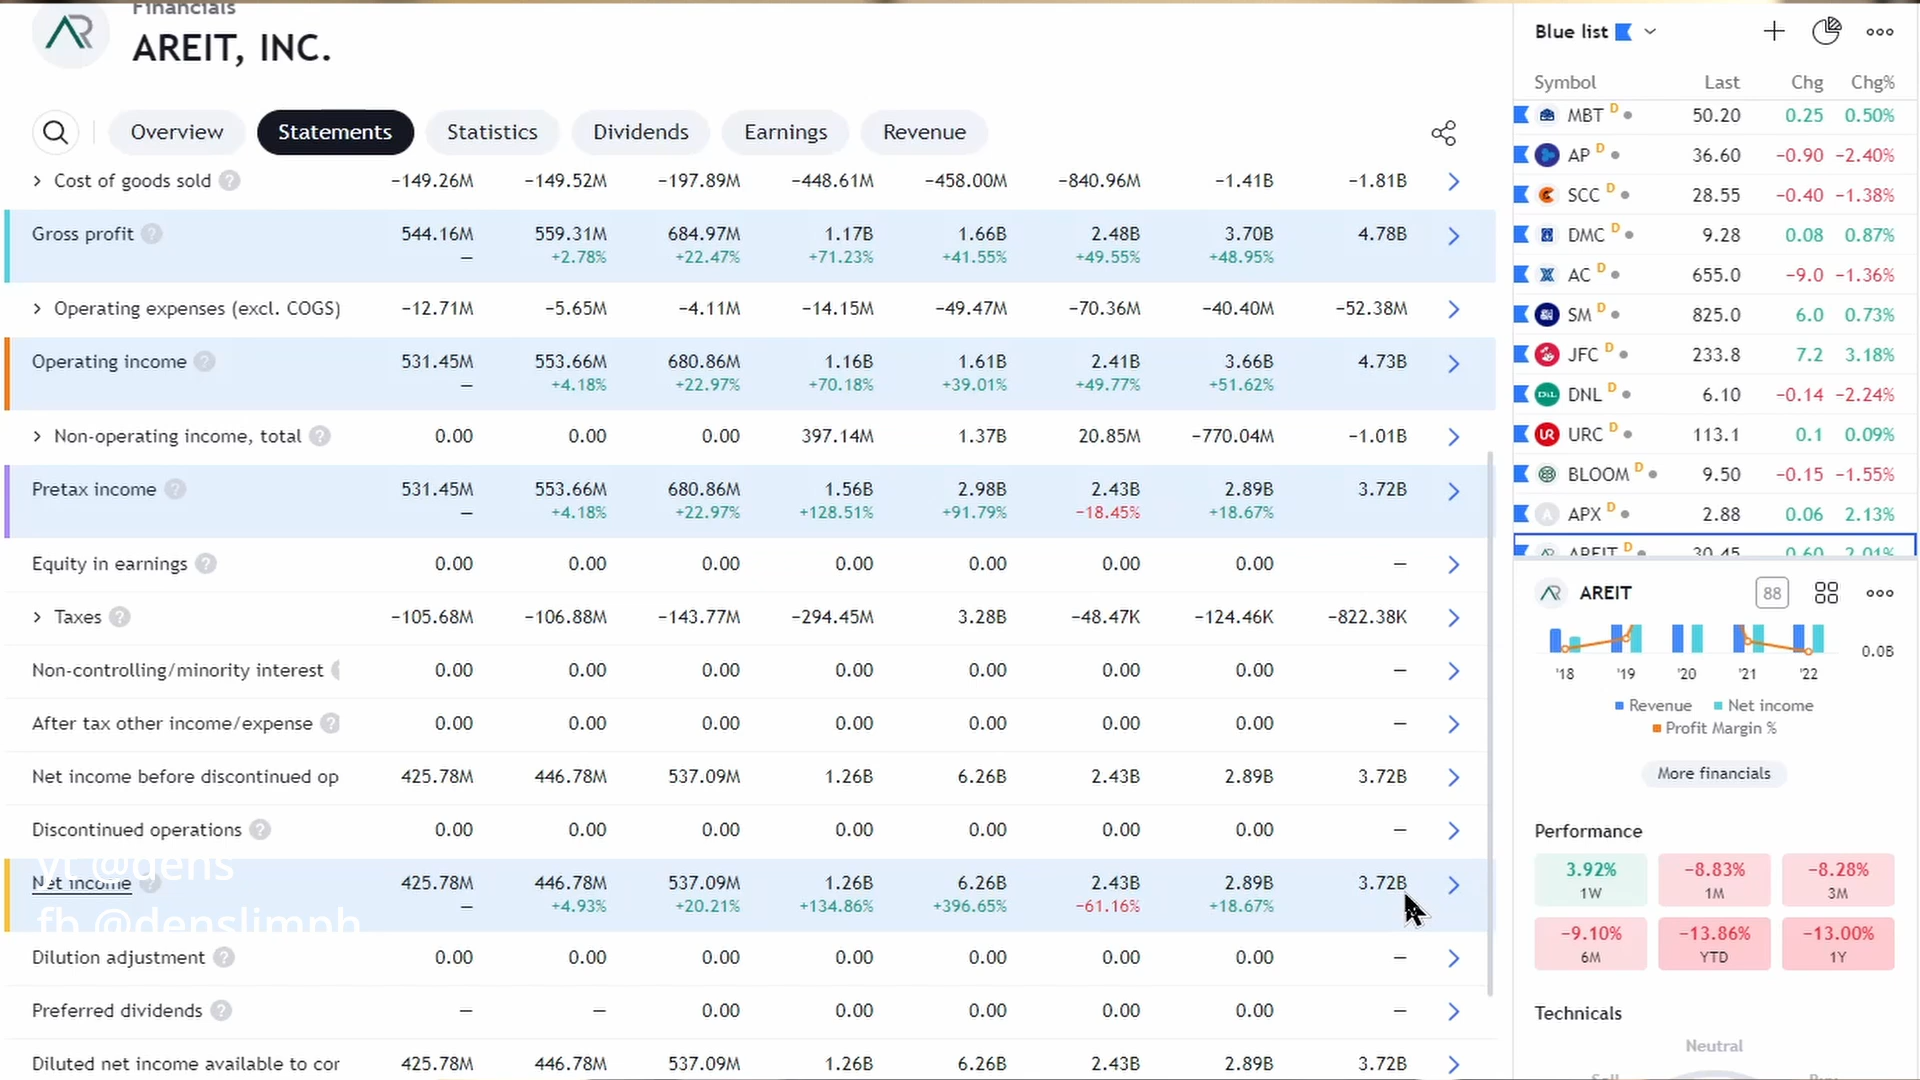 Financials
AREIT, INC.
Overview Statements Statistics Dividends Earnings Revenue
Cost of goods sold ? −149.26M −149.52M −197.89M −448.61M −458.00M −840.96M −1.41B −1.81B
Gross profit ? 544.16M 559.31M 684.97M 1.17B 1.66B 2.48B 3.70B 4.78B
— +2.78% +22.47% +71.23% +41.55% +49.55% +48.95%
Operating expenses (excl. COGS) −12.71M −5.65M −4.11M −14.15M −49.47M −70.36M −40.40M −52.38M
Operating income ? 531.45M 553.66M 680.86M 1.16B 1.61B 2.41B 3.66B 4.73B
— +4.18% +22.97% +70.18% +39.01% +49.77% +51.62%
Non-operating income, total ? 0.00 0.00 0.00 397.14M 1.37B 20.85M −770.04M −1.01B
Pretax income ? 531.45M 553.66M 680.86M 1.56B 2.98B 2.43B 2.89B 3.72B
— +4.18% +22.97% +128.51% +91.79% −18.45% +18.67%
Equity in earnings ? 0.00 0.00 0.00 0.00 0.00 0.00 0.00 —
Taxes ? −105.68M −106.88M −143.77M −294.45M 3.28B −48.47K −124.46K −822.38K
Non-controlling/minority interest 0.00 0.00 0.00 0.00 0.00 0.00 0.00 —
After tax other income/expense ? 0.00 0.00 0.00 0.00 0.00 0.00 0.00 —
Net income before discontinued op 425.78M 446.78M 537.09M 1.26B 6.26B 2.43B 2.89B 3.72B
Discontinued operations ? 0.00 0.00 0.00 0.00 0.00 0.00 0.00 —
yt @dens
Net income ? 425.78M 446.78M 537.09M 1.26B 6.26B 2.43B 2.89B 3.72B
— +4.93% +20.21% +134.86% +396.65% −61.16% +18.67%
fb @denslimph
Dilution adjustment ? 0.00 0.00 0.00 0.00 0.00 0.00 0.00 —
Preferred dividends ? — — 0.00 0.00 0.00 0.00 0.00 —
Diluted net income available to cor 425.78M 446.78M 537.09M 1.26B 6.26B 2.43B 2.89B 3.72B
Blue list
Symbol Last Chg Chg%
MBT D 50.20 0.25 0.50%
AP D 36.60 −0.90 −2.40%
SCC D 28.55 −0.40 −1.38%
DMC D 9.28 0.08 0.87%
AC D 655.0 −9.0 −1.36%
SM D 825.0 6.0 0.73%
JFC D 233.8 7.2 3.18%
DNL D 6.10 −0.14 −2.24%
URC D 113.1 0.1 0.09%
BLOOM D 9.50 −0.15 −1.55%
APX D 2.88 0.06 2.13%
AREIT D 30.45 0.60 2.01%
AREIT 88
0.0B
'18 '19 '20 '21 '22
Revenue Net income
Profit Margin %
More financials
Performance
3.92% −8.83% −8.28%
1W 1M 3M
−9.10% −13.86% −13.00%
6M YTD 1Y
Technicals
Neutral